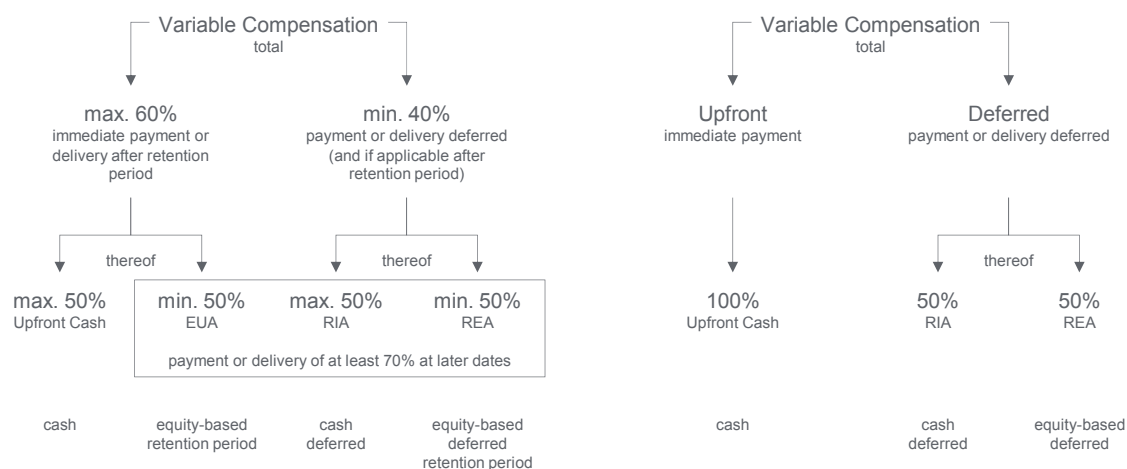 Variable Compensation
total
max. 60%
immediate payment or
delivery after retention
period
min. 40%
payment or delivery deferred
(and if applicable after
retention period)
thereof
thereof
max. 50%
Upfront Cash
min. 50%
EUA
max. 50%
RIA
min. 50%
REA
payment or delivery of at least 70% at later dates
cash
equity-based
retention period
cash
deferred
equity-based
deferred
retention period
Variable Compensation
total
Upfront
immediate payment
Deferred
payment or delivery deferred
thereof
100%
Upfront Cash
50%
RIA
50%
REA
cash
cash
deferred
equity-based
deferred